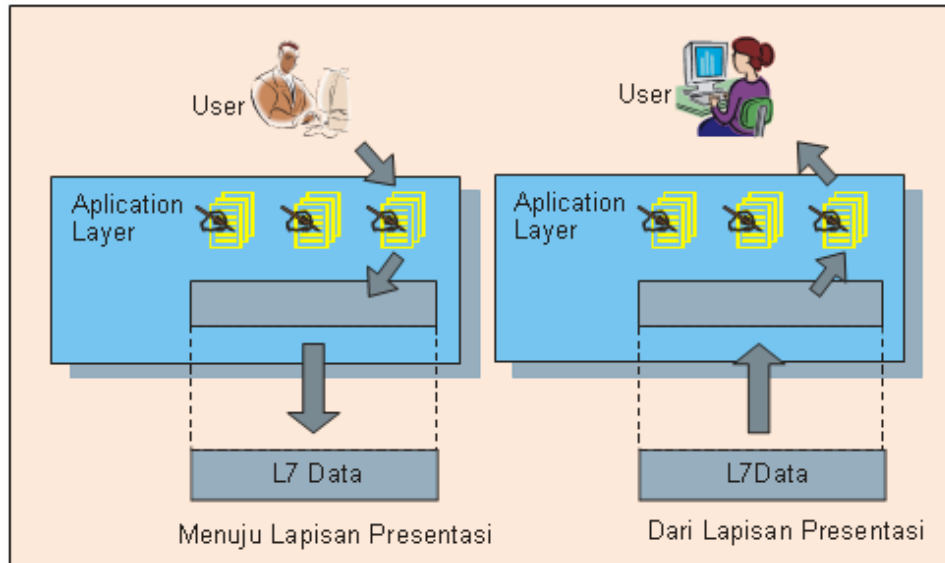 User
Aplication
Layer
L7 Data
Menuju Lapisan Presentasi
User
Aplication
Layer
L7Data
Dari Lapisan Presentasi